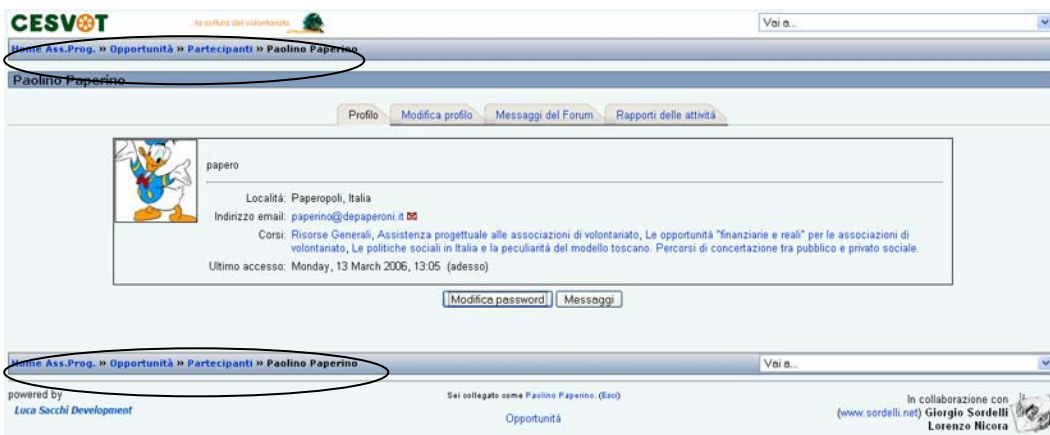 CESVOT
...la cultura del volontariato
Vai a...
Home Ass.Prog. » Opportunità » Partecipanti » Paolino Paperino
Paolino Paperino
Profilo Modifica profilo Messaggi del Forum Rapporti delle attività
papero
Località: Paperopoli, Italia
Indirizzo email: paperino@depaperoni.it
Corsi: Risorse Generali, Assistenza progettuale alle associazioni di volontariato, Le opportunità "finanziarie e reali" per le associazioni di
volontariato, Le politiche sociali in Italia e la peculiarità del modello toscano. Percorsi di concertazione tra pubblico e privato sociale.
Ultimo accesso: Monday, 13 March 2006, 13:05 (adesso)
Modifica password Messaggi
Home Ass.Prog. » Opportunità » Partecipanti » Paolino Paperino
Vai a...
powered by
Luca Sacchi Development
Sei collegato come Paolino Paperino. (Esci)
Opportunità
In collaborazione con
(www.sordelli.net) Giorgio Sordelli
Lorenzo Nicora